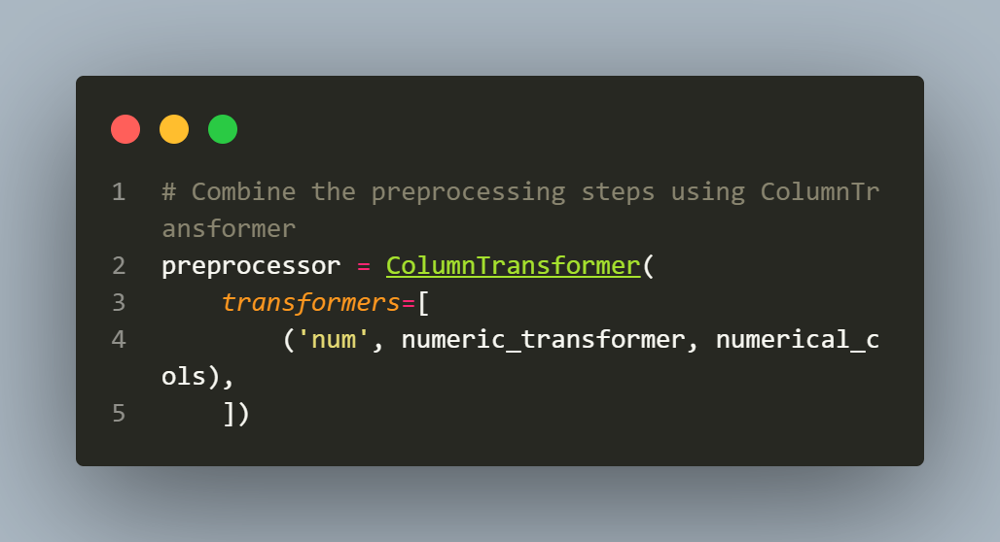 1 # Combine the preprocessing steps using ColumnTr
ansformer
2 preprocessor = ColumnTransformer(
3     transformers=[
4         ('num', numeric_transformer, numerical_c
ols),
5     ])